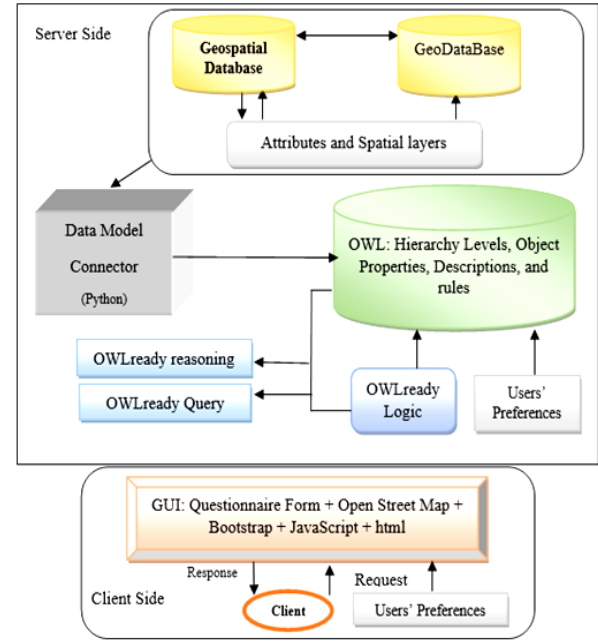 Server Side
Geospatial
Database
GeoDataBase
Attributes and Spatial layers
Data Model
Connector
(Python)
OWL: Hierarchy Levels, Object
Properties, Descriptions, and
rules
OWLready reasoning
OWLready Query
OWLready
Logic
Users'
Preferences
GUI: Questionnaire Form + Open Street Map +
Bootstrap + JavaScript + html
Response
Request
Client Side
Client
Users' Preferences